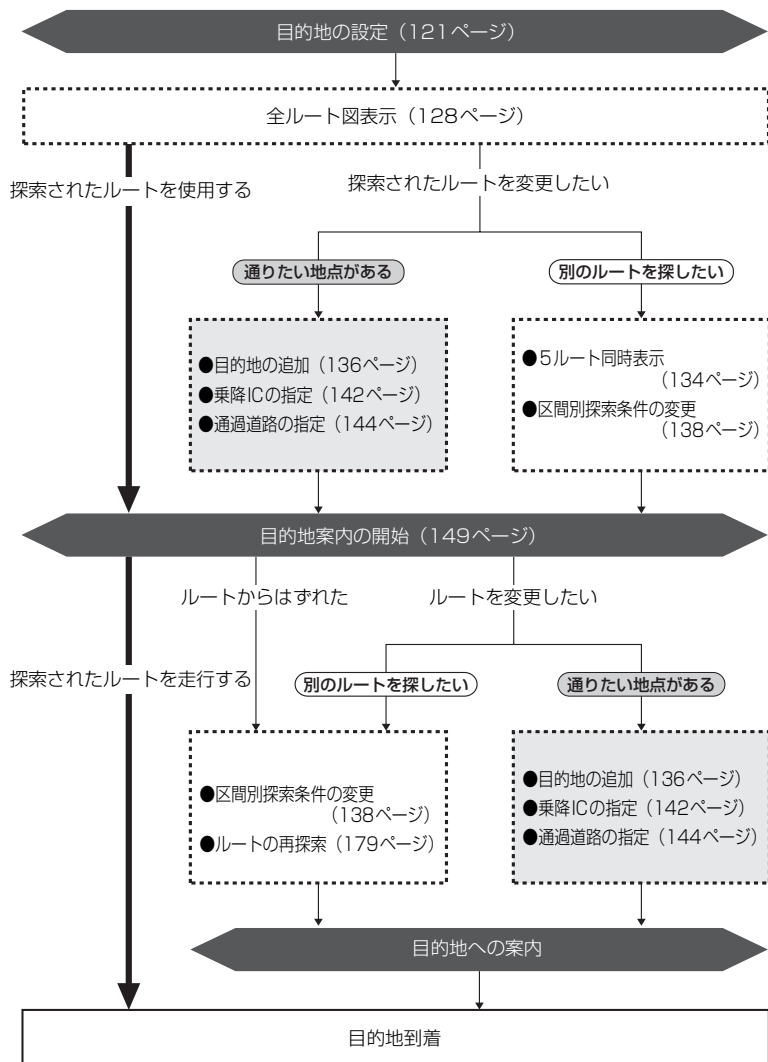 目的地の設定（121ページ）
全ルート図表示（128ページ）
探索されたルートを使用する
探索されたルートを変更したい
通りたい地点がある
別のルートを探したい
●目的地の追加（136ページ）
●乗降ICの指定（142ページ）
●通過道路の指定（144ページ）
●5ルート同時表示
（134ページ）
●区間別探索条件の変更
（138ページ）
目的地案内の開始（149ページ）
ルートからはずれた
ルートを変更したい
探索されたルートを走行する
別のルートを探したい
通りたい地点がある
●区間別探索条件の変更
（138ページ）
●ルートの再探索（179ページ）
●目的地の追加（136ページ）
●乗降ICの指定（142ページ）
●通過道路の指定（144ページ）
目的地への案内
目的地到着